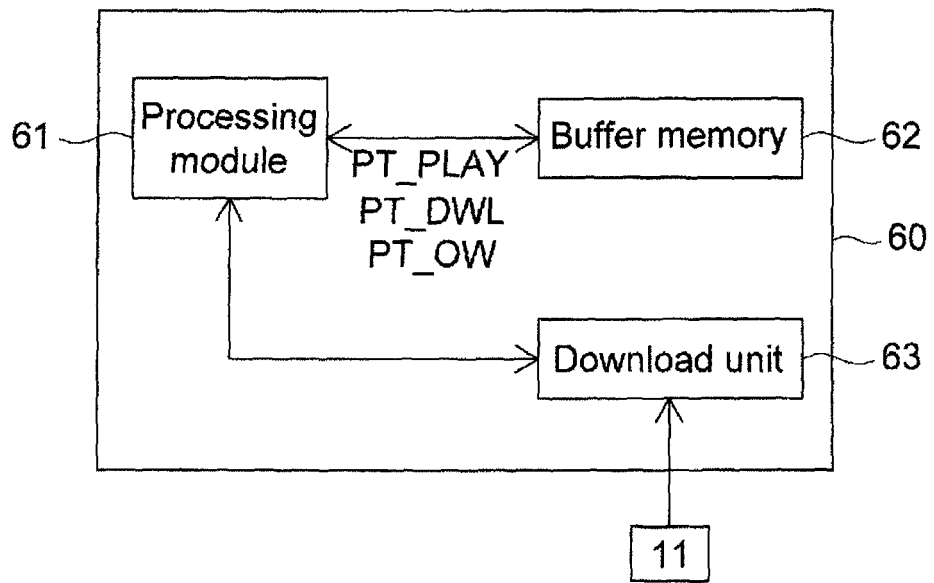 61
Processing
module
PT_PLAY
PT_DWL
PT_OW
Buffer memory
62
60
Download unit
63
11